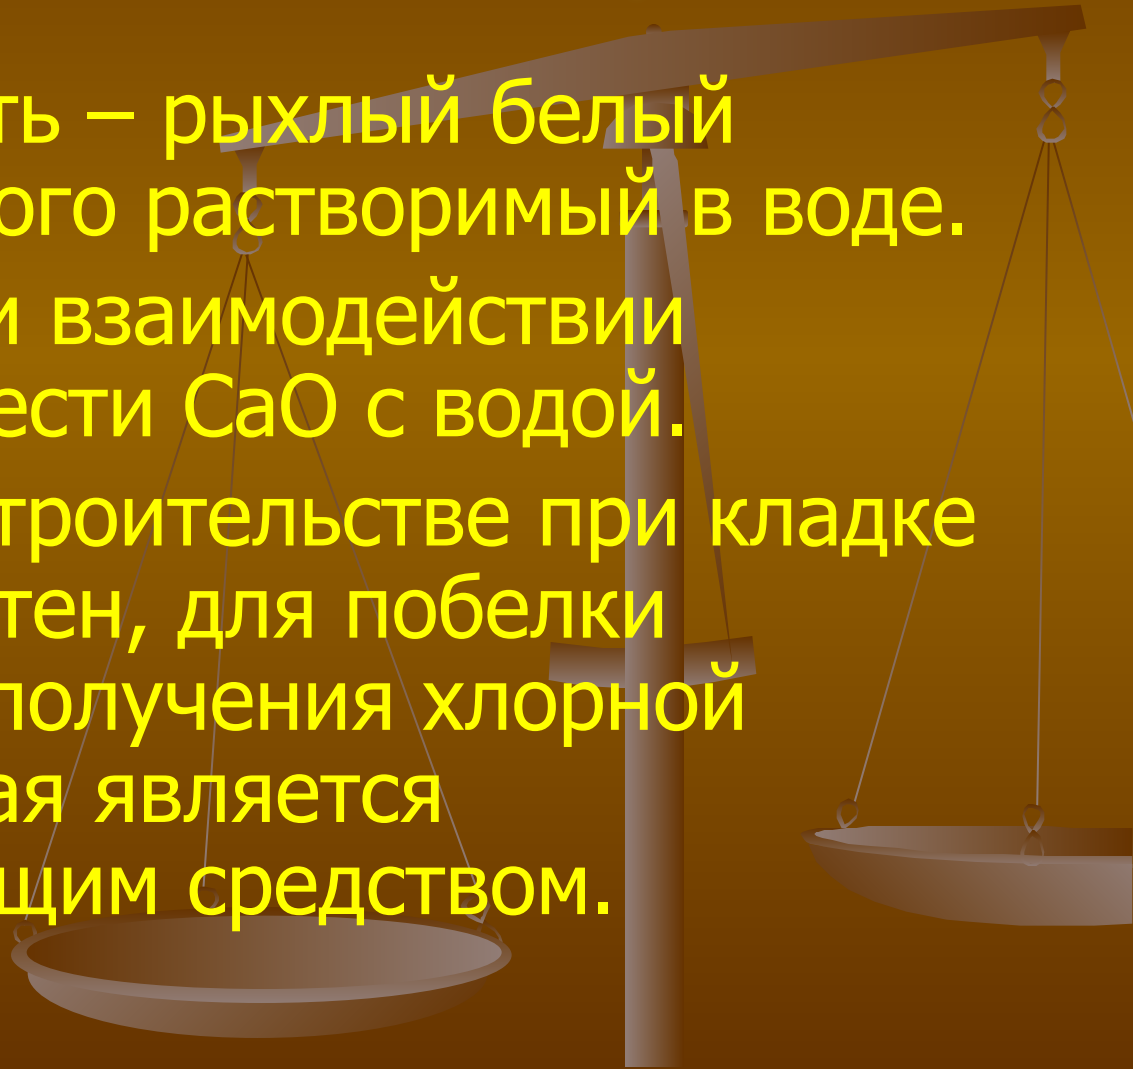 ть – рыхлый белый
ого растворимый в воде.
и взаимодействии
ести СаО с водой.
троительстве при кладке
тен, для побелки
получения хлорной
ая является
щим средством.